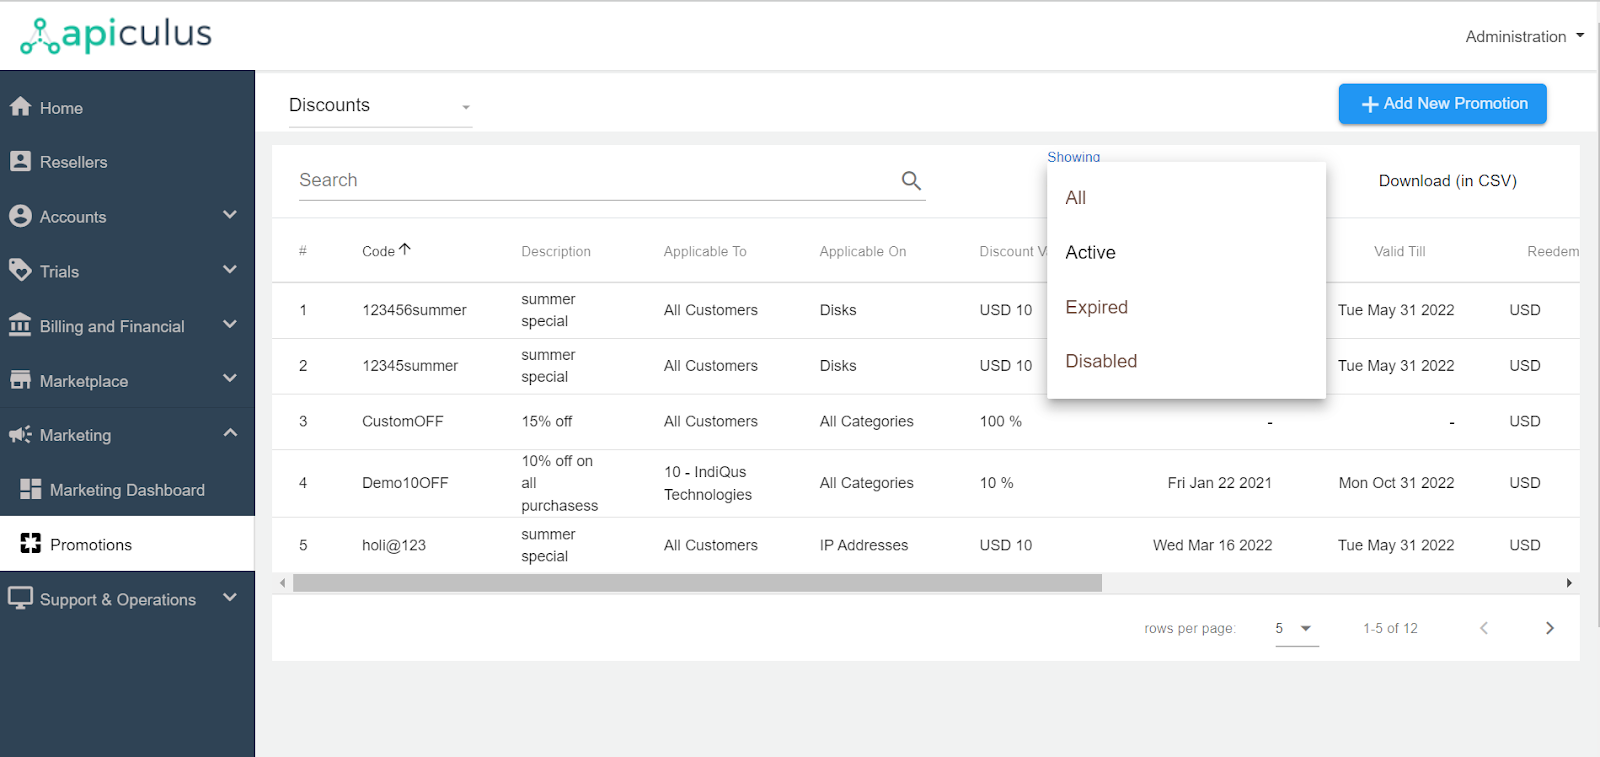 apiculus
Administration
Home
Resellers
Accounts
Trials
Billing and Financial
Marketplace
Marketing
Marketing Dashboard
Promotions
Support & Operations
Discounts
Add New Promotion
Search
Showing
All
Active
Expired
Disabled
Download (in CSV)
# Code Description Applicable To Applicable On Discount V Valid Till Reedem
1 123456summer summer special All Customers Disks USD 10 Tue May 31 2022 USD
2 12345summer summer special All Customers Disks USD 10 Tue May 31 2022 USD
3 CustomOFF 15% off All Customers All Categories 100 % - - USD
4 Demo10OFF 10% off on all purchasess 10 - IndiQus Technologies All Categories 10 % Fri Jan 22 2021 Mon Oct 31 2022 USD
5 holi@123 summer special All Customers IP Addresses USD 10 Wed Mar 16 2022 Tue May 31 2022 USD
rows per page: 5 1-5 of 12